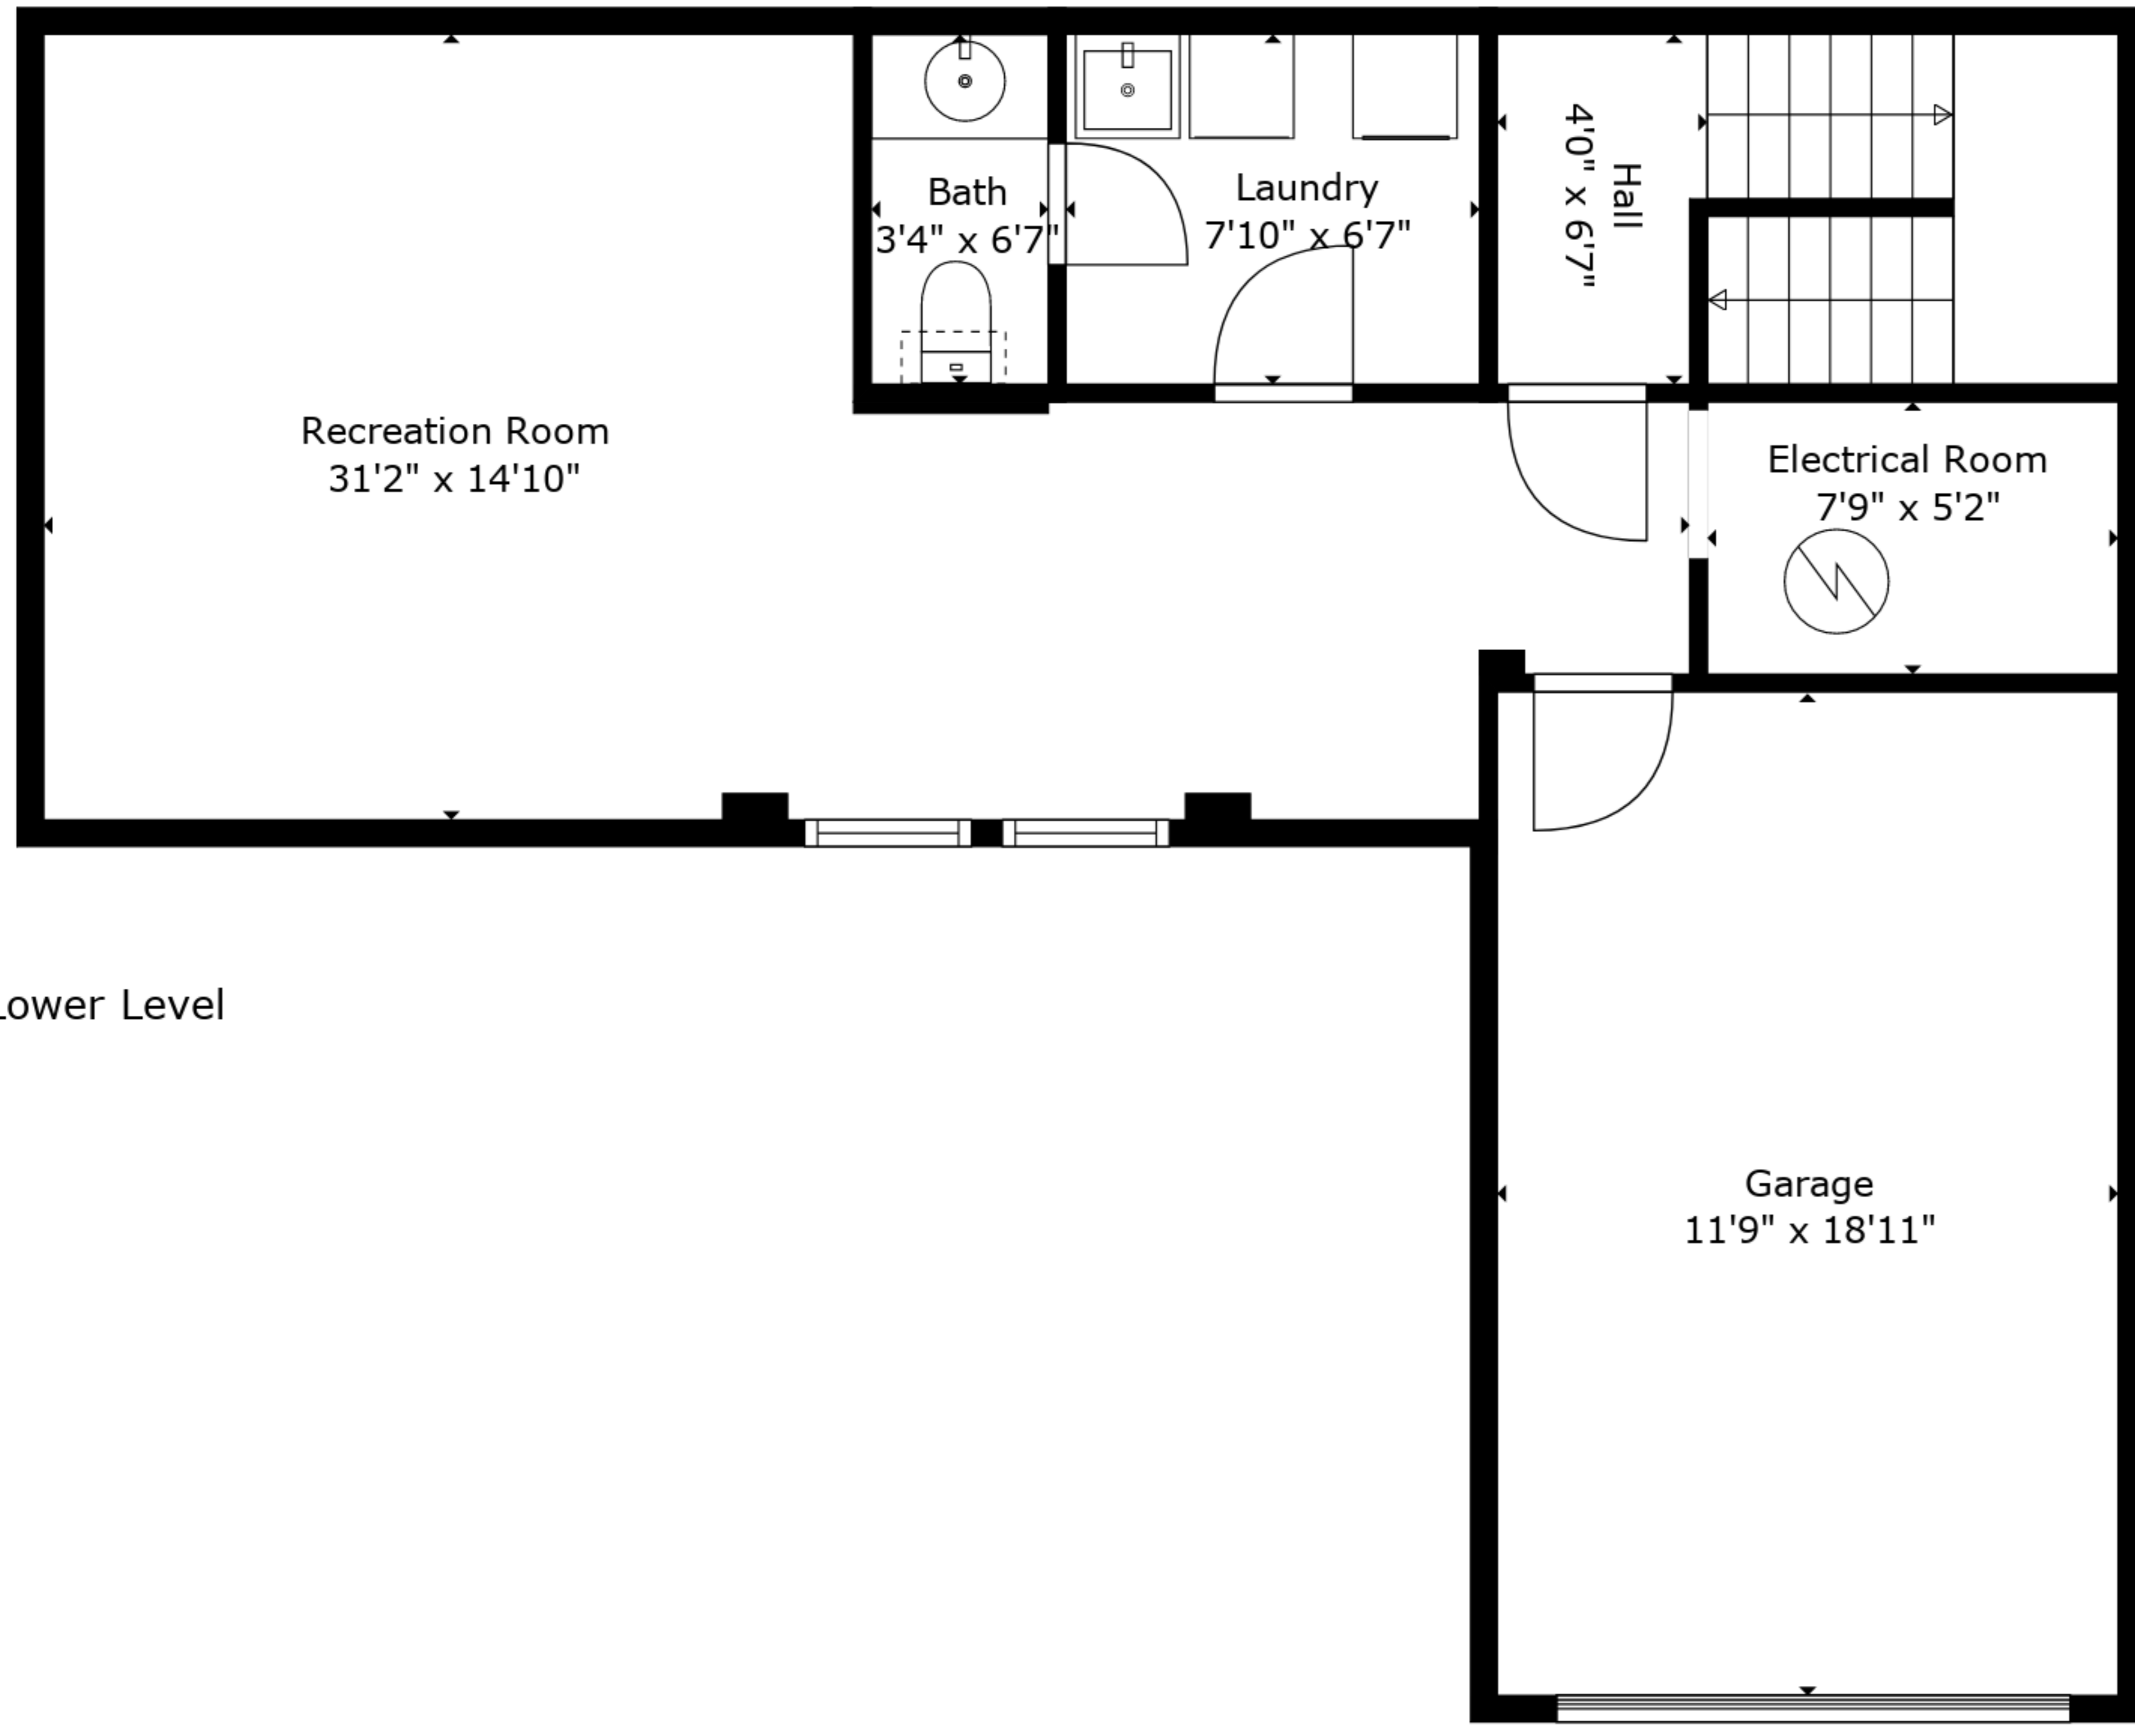 Bath
3'4" x 6'7"
Laundry
7'10" x 6'7"
Hall
4'0" x 6'7"
Recreation Room
31'2" x 14'10"
Electrical Room
7'9" x 5'2"
Lower Level
Garage
11'9" x 18'11"